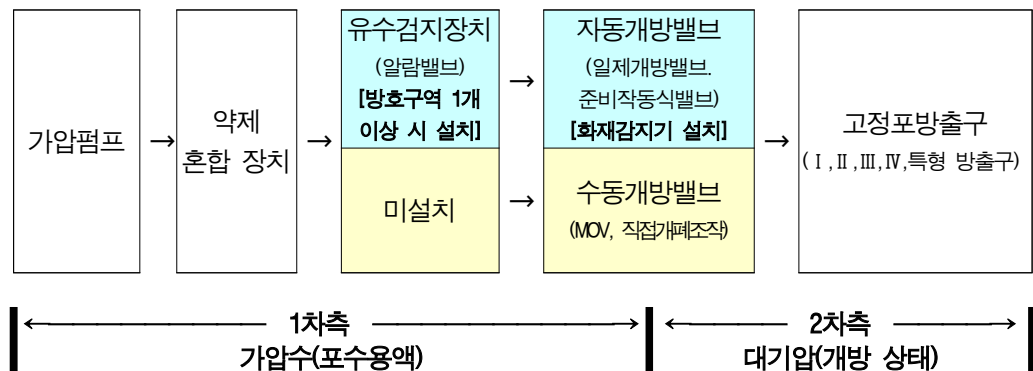 가압펌프
→
약제
혼합 장치
→
유수검지장치
(알람밸브)
[방호구역 1개
이상 시 설치]
→
자동개방밸브
(일제개방밸브.
준비작동식밸브)
[화재감지기 설치]
미설치
→
수동개방밸브
(MOV, 직접개폐조작)
→
고정포방출구
(Ⅰ,Ⅱ,Ⅲ,Ⅳ,특형 방출구)
1차측
가압수(포수용액)
2차측
대기압(개방 상태)